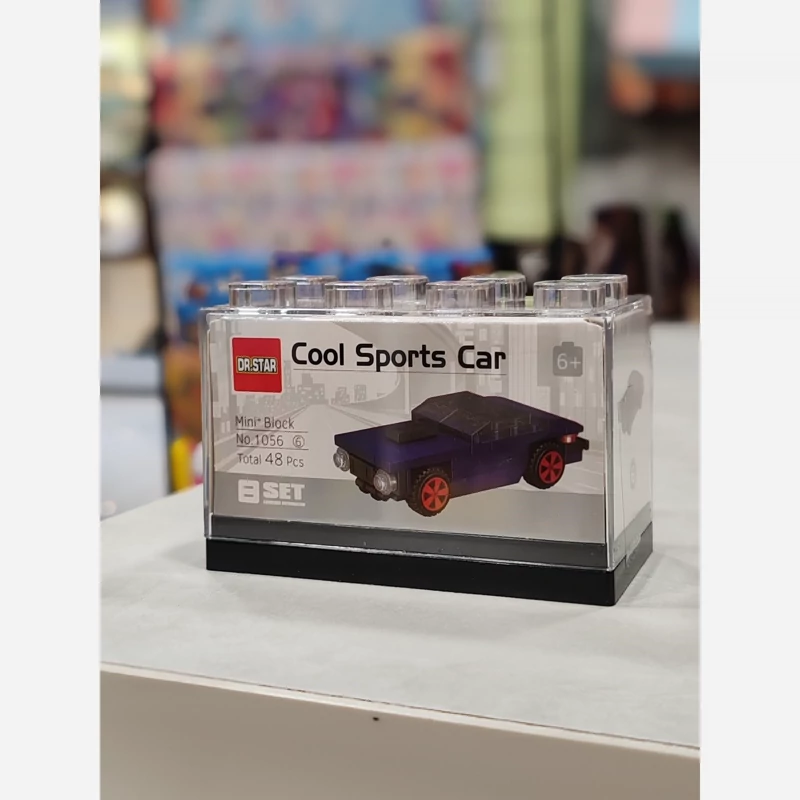 DR.STAR
Cool Sports Car
6+
Mini⁺ Block
No.1056 ⑥
Total 48 Pcs
8 SET